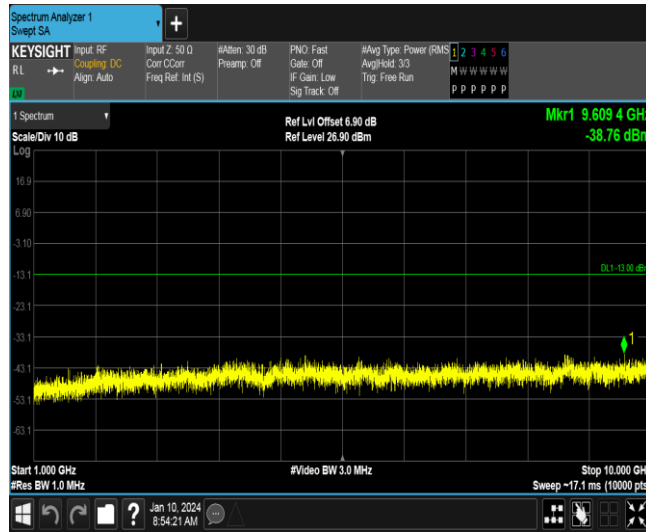 Spectrum Analyzer 1
Swept SA
+
KEYSIGHT
RL
Input: RF
Coupling: DC
Align: Auto
Input Z: 50 Ω
Corr CCorr
Freq Ref: Int (S)
#Atten: 30 dB
Preamp: Off
PNO: Fast
Gate: Off
IF Gain: Low
Sig Track: Off
#Avg Type: Power (RMS
Avg|Hold: 3/3
Trig: Free Run
1 2 3 4 5 6
M W W W W W
P P P P P P
1 Spectrum
Scale/Div 10 dB
Log
Ref Lvl Offset 6.90 dB
Ref Level 26.90 dBm
Mkr1 9.609 4 GHz
-38.76 dBm
16.9
6.90
-3.10
-13.1
-23.1
-33.1
-43.1
-53.1
-63.1
DL1 -13.00 dBm
1
Start 1.000 GHz
#Res BW 1.0 MHz
#Video BW 3.0 MHz
Stop 10.000 GHz
Sweep ~17.1 ms (10000 pts)
?
Jan 10, 2024
8:54:21 AM